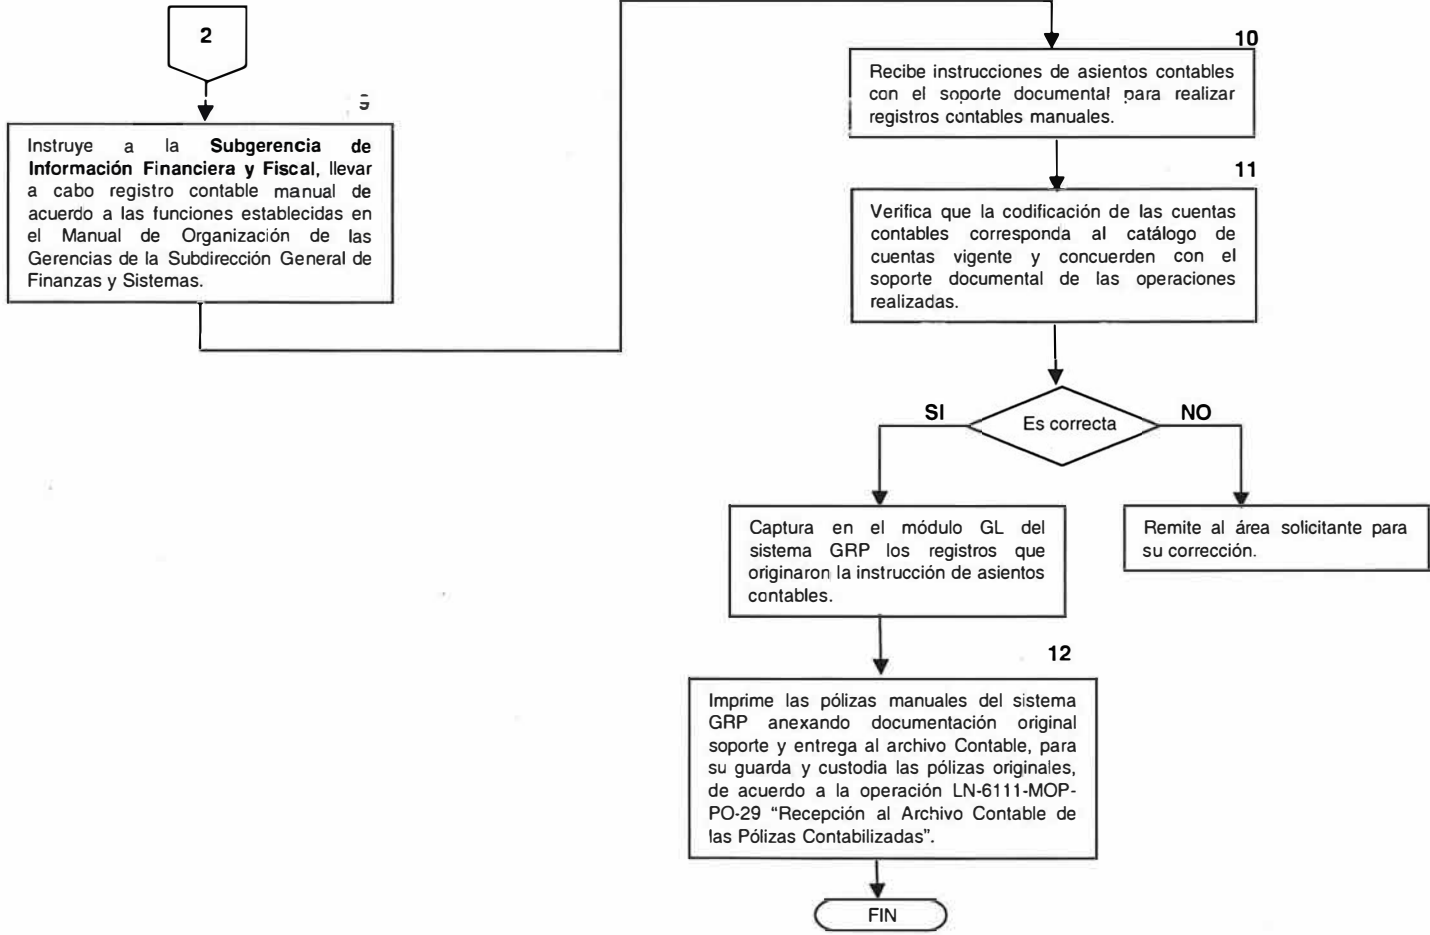 2
9
Instruye a la Subgerencia de
Información Financiera y Fiscal, llevar
a cabo registro contable manual de
acuerdo a las funciones establecidas en
el Manual de Organización de las
Gerencias de la Subdirección General de
Finanzas y Sistemas.
10
Recibe instrucciones de asientos contables
con el soporte documental para realizar
registros contables manuales.
11
Verifica que la codificación de las cuentas
contables corresponda al catálogo de
cuentas vigente y concuerden con el
soporte documental de las operaciones
realizadas.
SI
Es correcta
NO
Captura en el módulo GL del
sistema GRP los registros que
originaron la instrucción de asientos
contables.
Remite al área solicitante para
su corrección.
12
Imprime las pólizas manuales del sistema
GRP anexando documentación original
soporte y entrega al archivo Contable, para
su guarda y custodia las pólizas originales,
de acuerdo a la operación LN-6111-MOP-
PO-29 “Recepción al Archivo Contable de
las Pólizas Contabilizadas”.
FIN